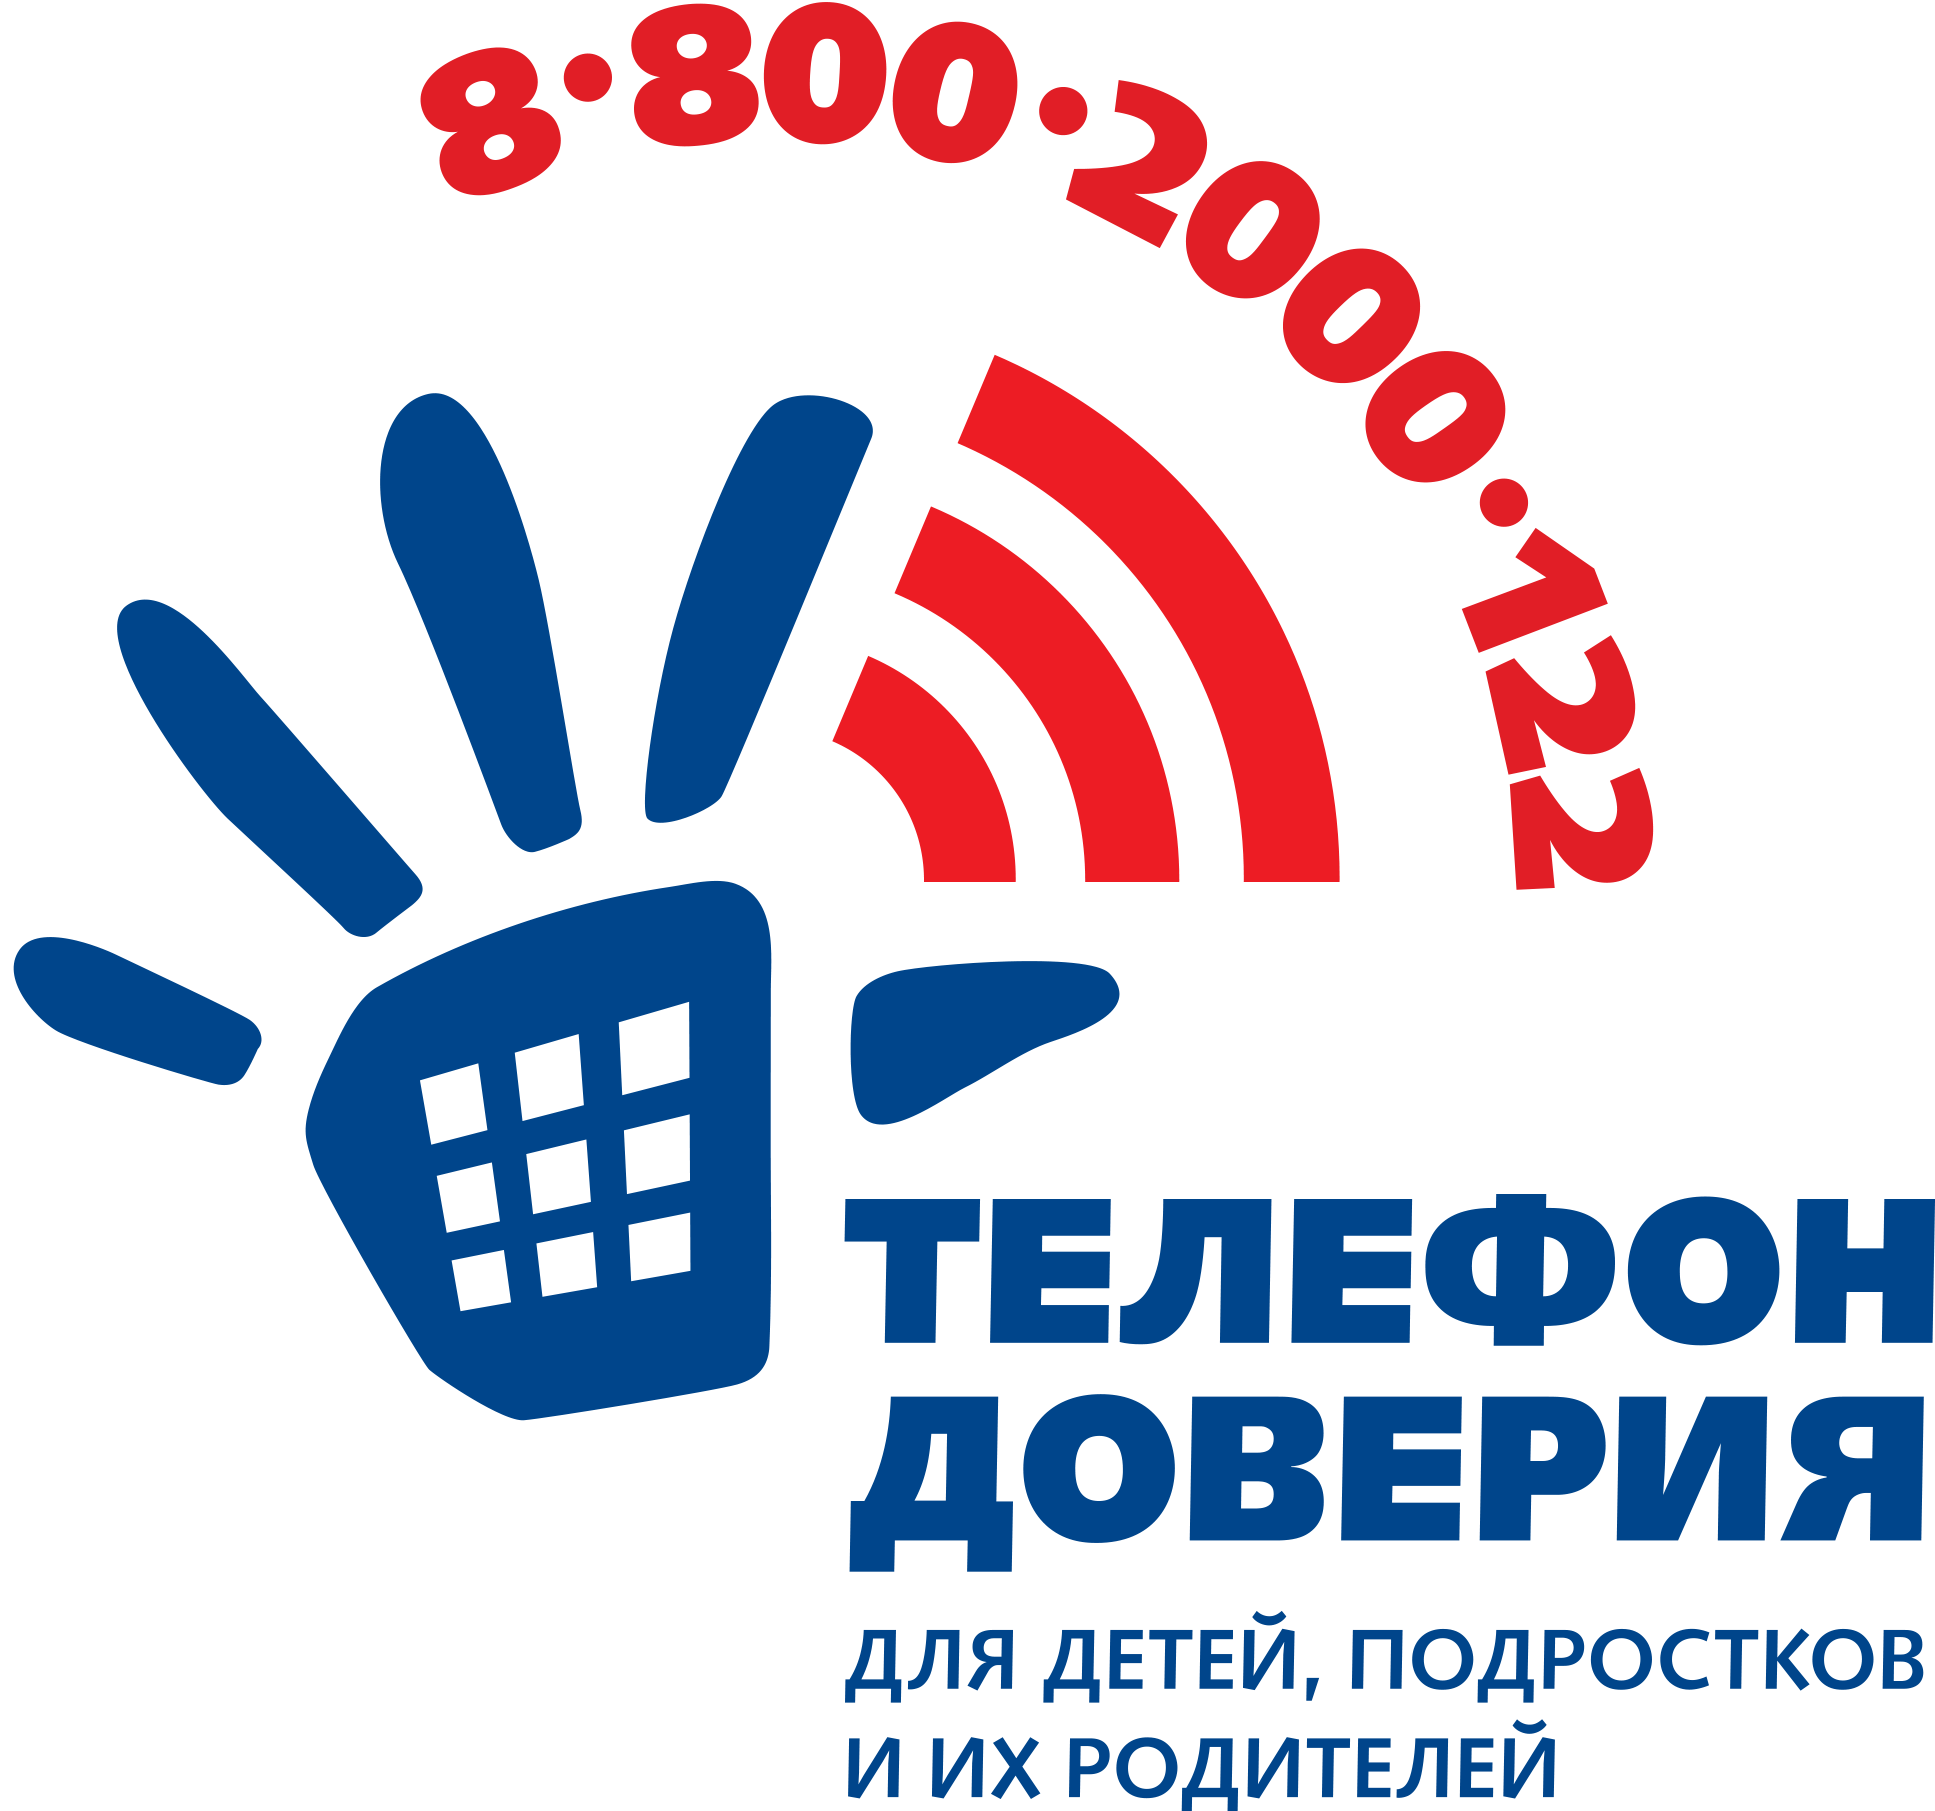 8·800·2000·122
ТЕЛЕФОН
ДОВЕРИЯ
ДЛЯ ДЕТЕЙ, ПОДРОСТКОВ
И ИХ РОДИТЕЛЕЙ